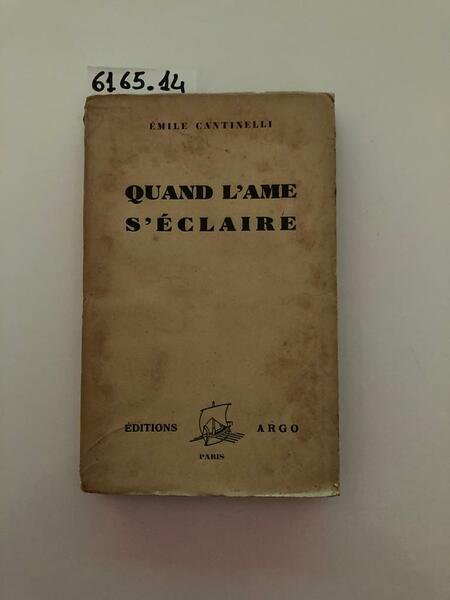 6165.14
ÉMILE CANTINELLI
QUAND L'AME
S'ÉCLAIRE
ÉDITIONS ARGO
PARIS